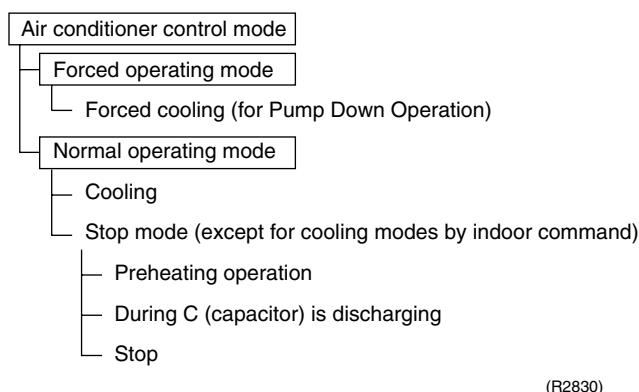 Air conditioner control mode
Forced operating mode
Forced cooling (for Pump Down Operation)
Normal operating mode
Cooling
Stop mode (except for cooling modes by indoor command)
Preheating operation
During C (capacitor) is discharging
Stop
(R2830)